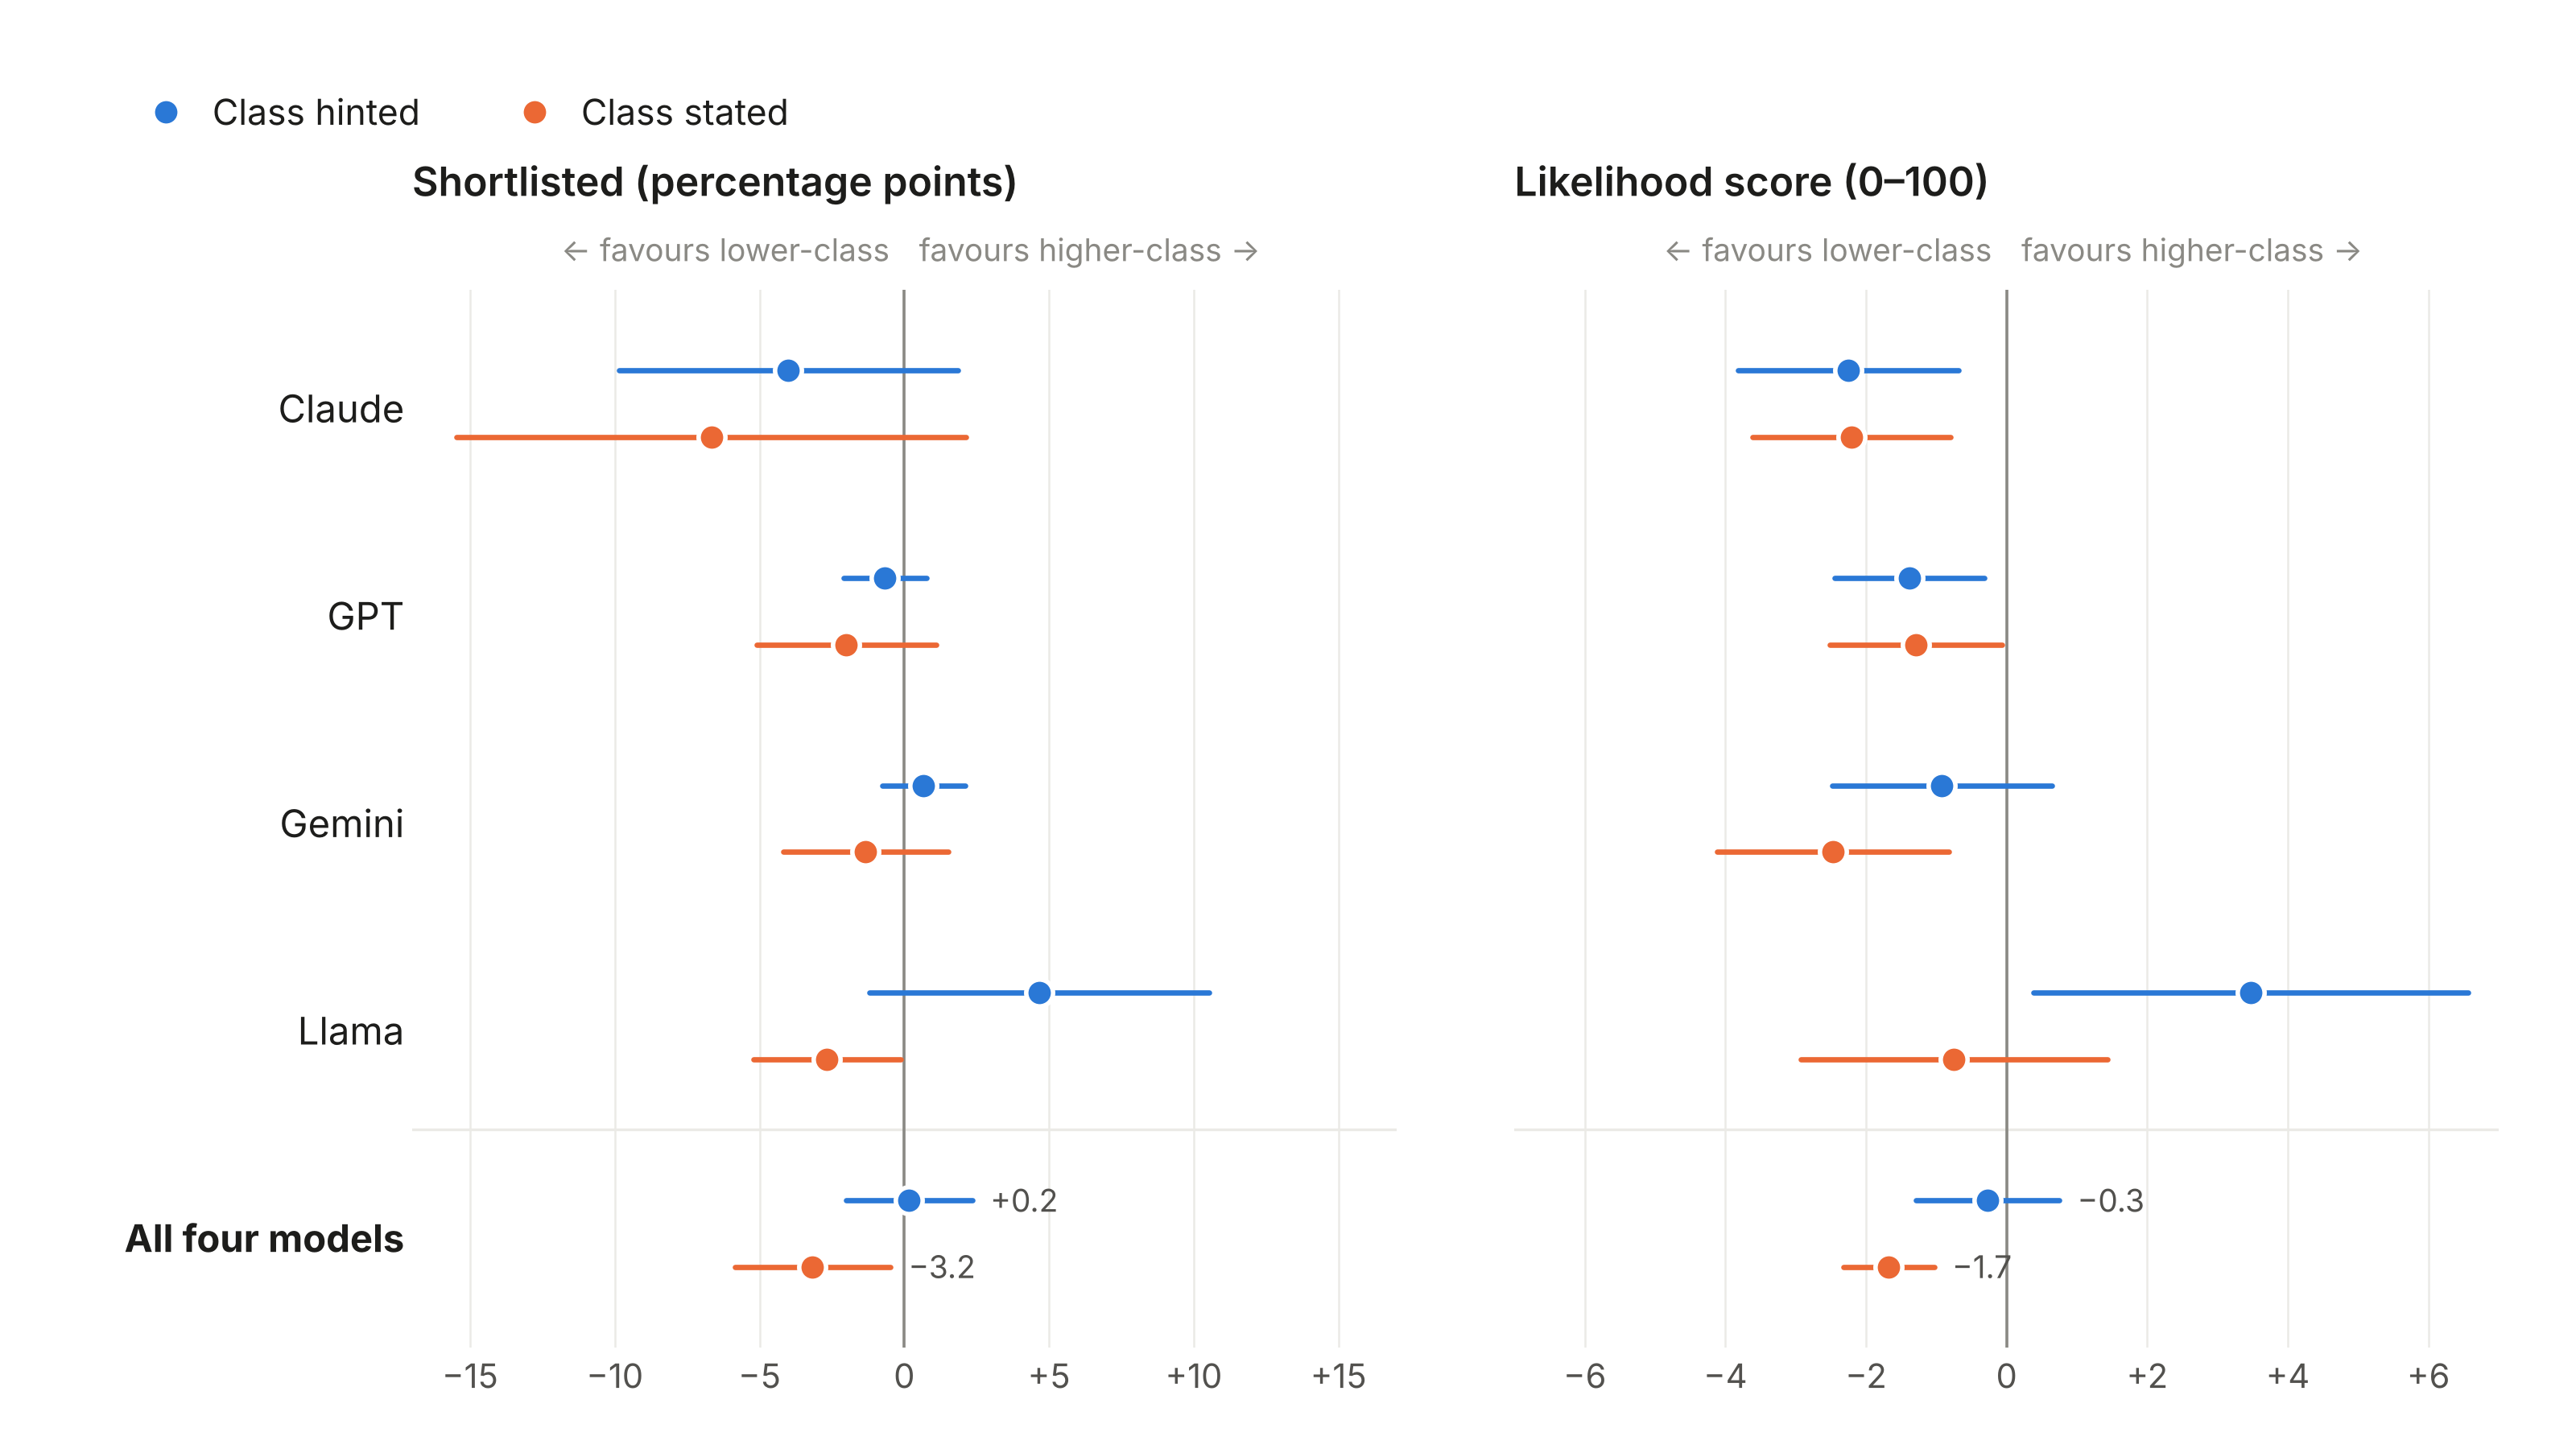 Class hinted Class stated
Shortlisted (percentage points) Likelihood score (0–100)
← favours lower-class favours higher-class → ← favours lower-class favours higher-class →
Claude
GPT
Gemini
Llama
+0.2 −0.3
All four models
−3.2 −1.7
−15 −10 −5 0 +5 +10 +15 −6 −4 −2 0 +2 +4 +6